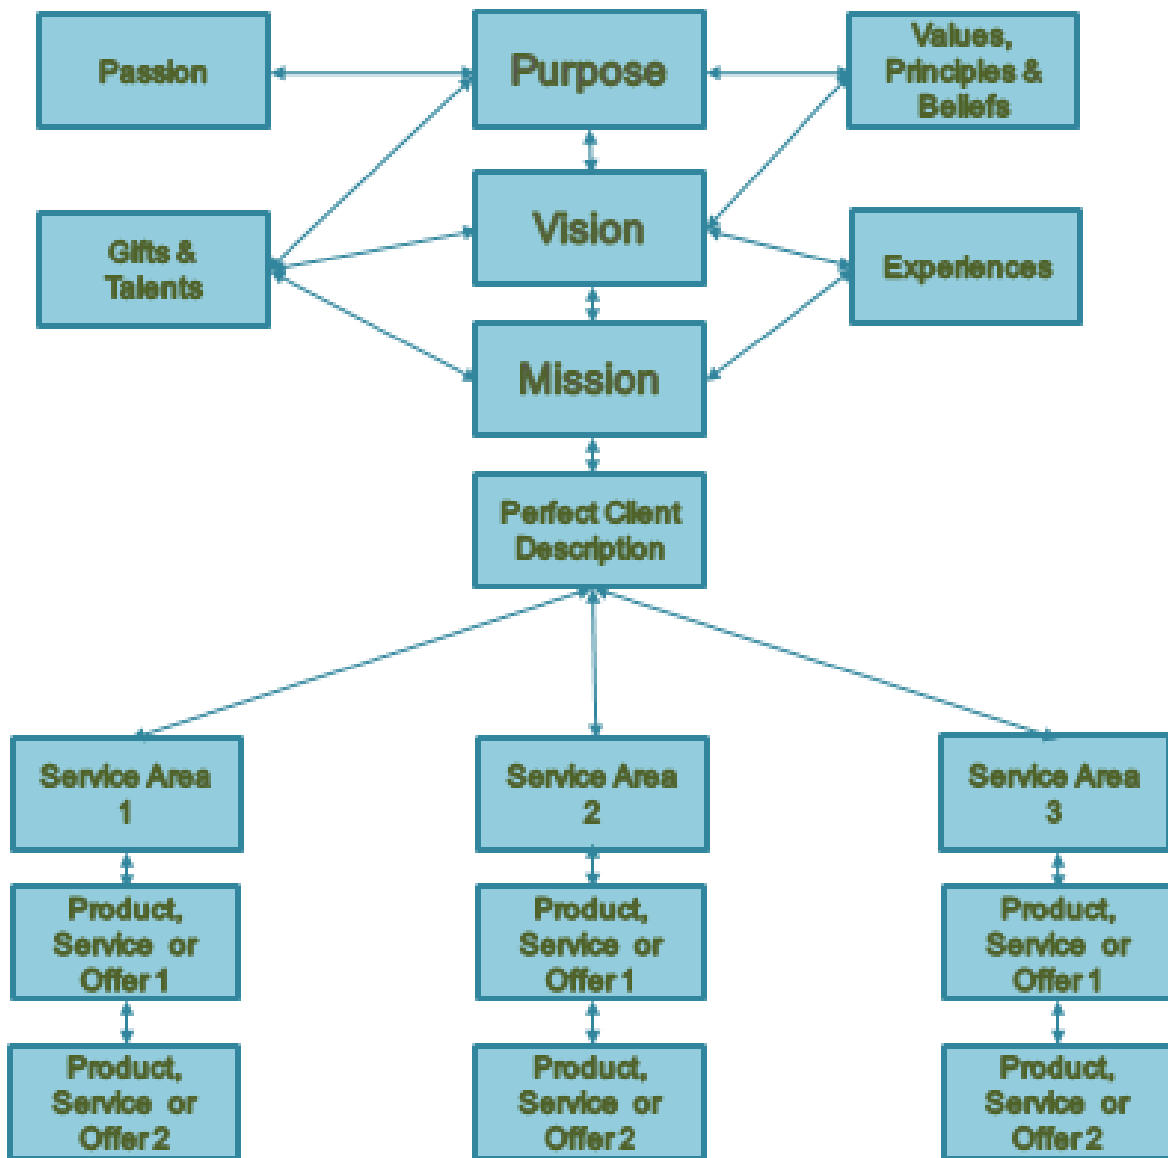 Passion
Purpose
Values,
Principles &
Beliefs
Gifts &
Talents
Vision
Experiences
Mission
Perfect Client
Description
Service Area
1
Service Area
2
Service Area
3
Product,
Service or
Offer 1
Product,
Service or
Offer 1
Product,
Service or
Offer 1
Product,
Service or
Offer 2
Product,
Service or
Offer 2
Product,
Service or
Offer 2